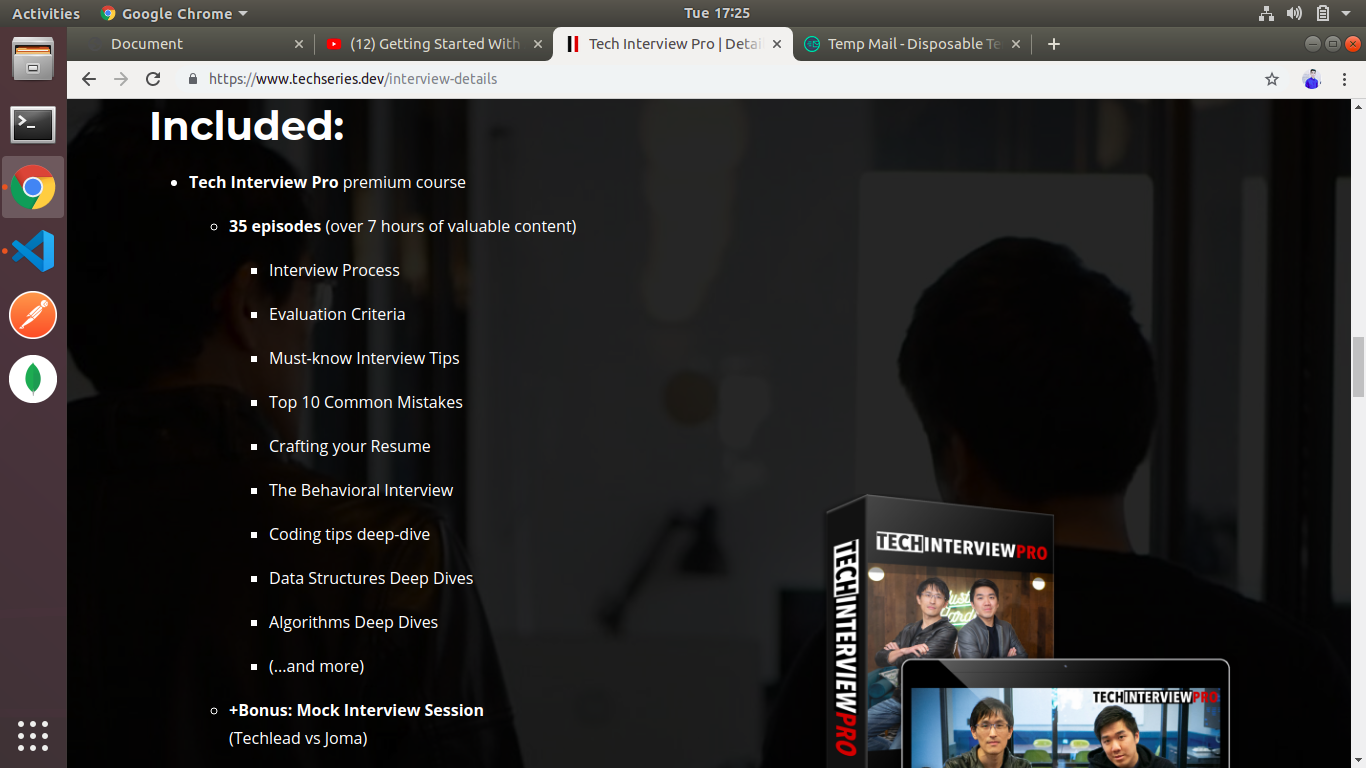 Activities
Google Chrome
Tue 17:25
Document
(12) Getting Started With
Tech Interview Pro | Detai
Temp Mail - Disposable Te
https://www.techseries.dev/interview-details
Included:
Tech Interview Pro premium course
35 episodes (over 7 hours of valuable content)
Interview Process
Evaluation Criteria
Must-know Interview Tips
Top 10 Common Mistakes
Crafting your Resume
The Behavioral Interview
Coding tips deep-dive
Data Structures Deep Dives
Algorithms Deep Dives
(...and more)
+Bonus: Mock Interview Session
(Techlead vs Joma)
TECHINTERVIEWPRO
TECHINTERVIEWPRO
TECHINTERVIEWPRO